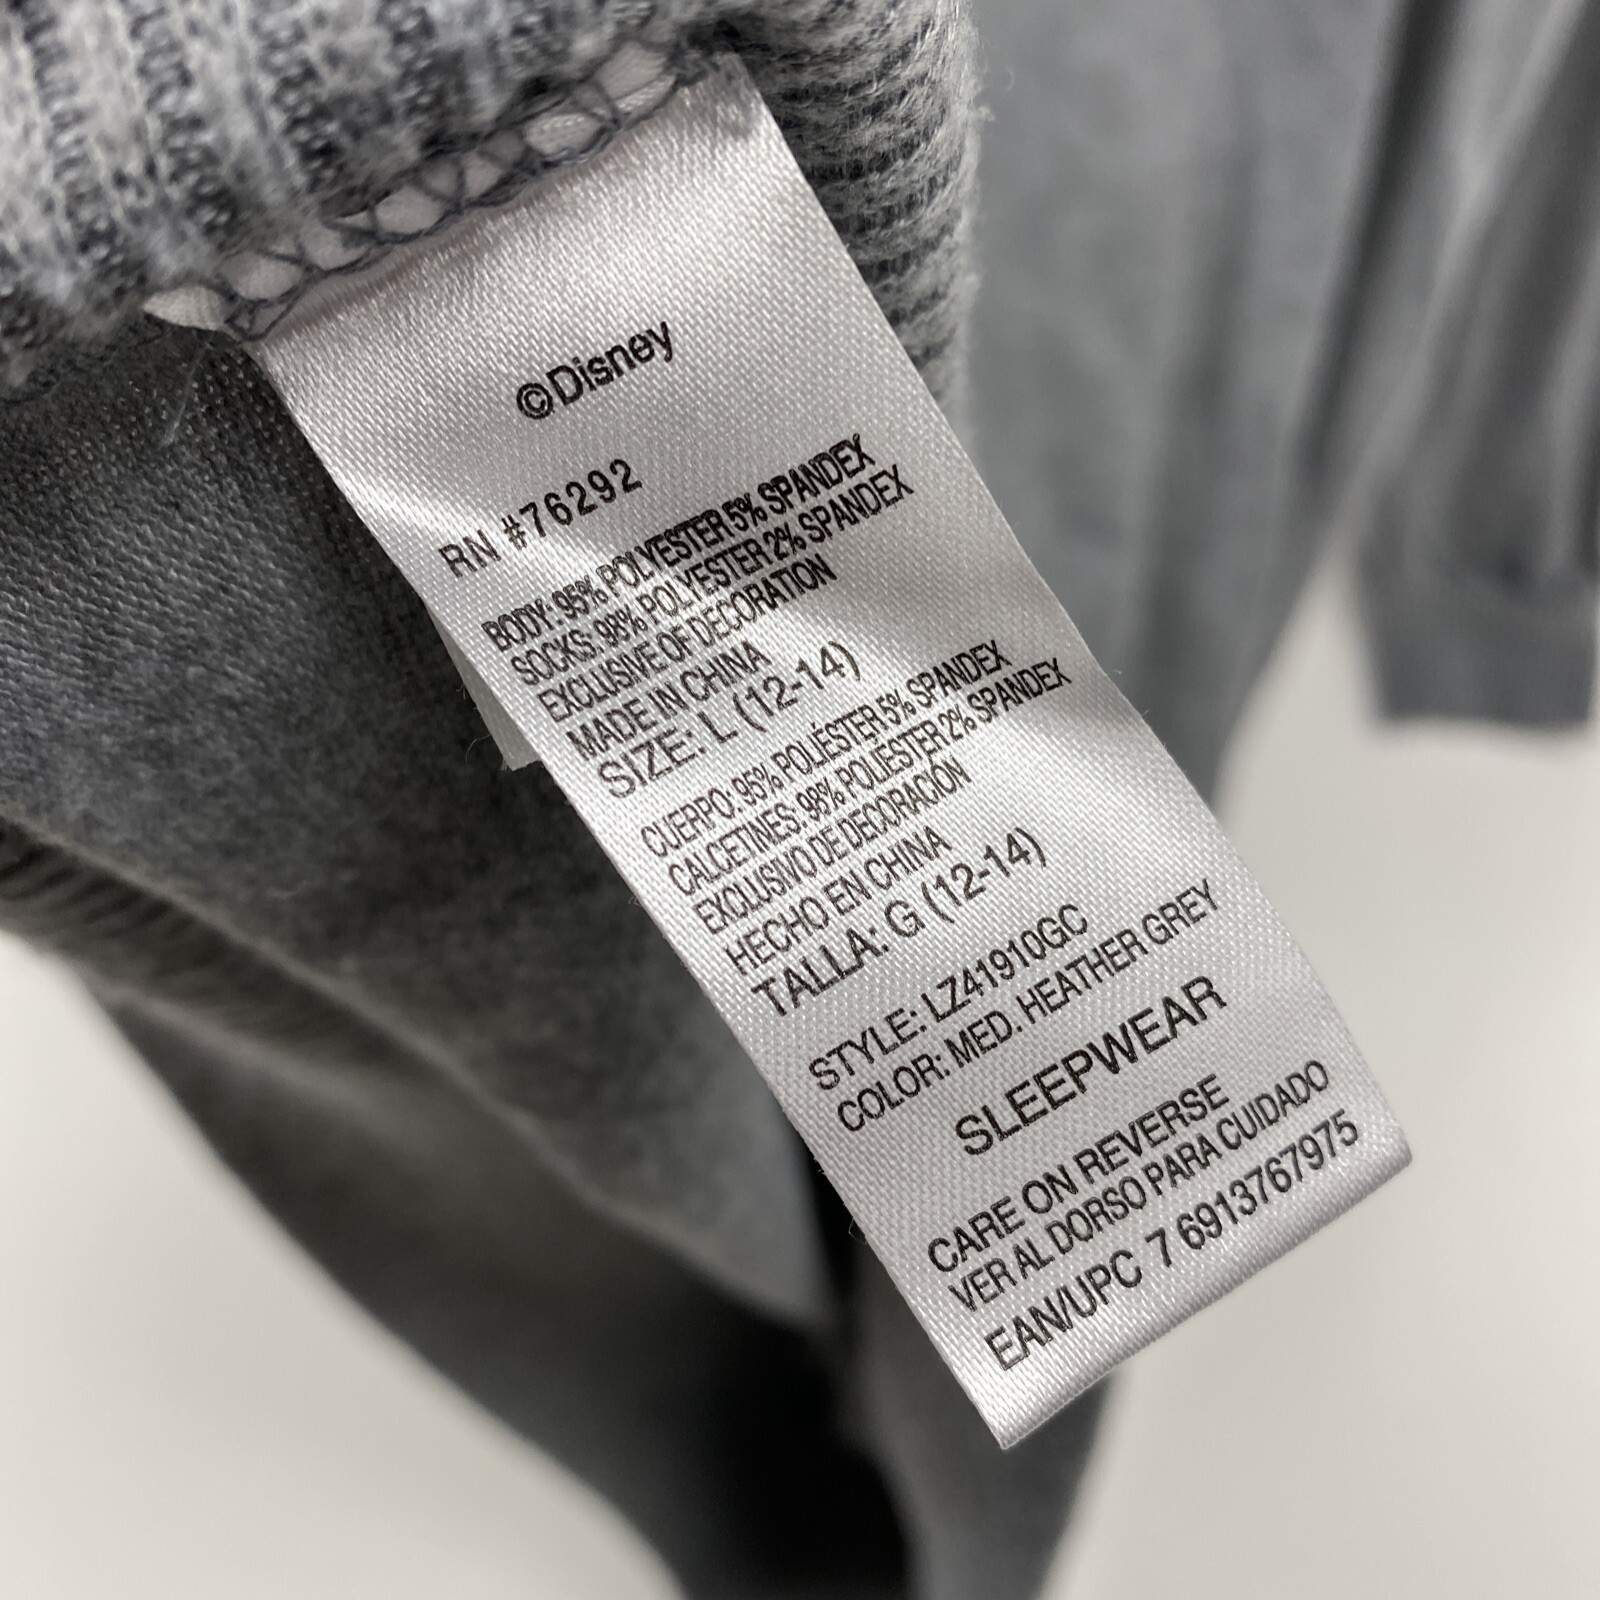 ©Disney
RN #76292
BODY: 95% POLYESTER 5% SPANDEX
SOCKS: 98% POLYESTER 2% SPANDEX
EXCLUSIVE OF DECORATION
MADE IN CHINA
SIZE: L (12-14)
CUERPO: 95% POLIÉSTER 5% SPANDEX
CALCETINES: 98% POLIÉSTER 2% SPANDEX
EXCLUSIVO DE DECORACIÓN
HECHO EN CHINA
TALLA: G (12-14)
STYLE: LZ41910GC
COLOR: MED. HEATHER GREY
SLEEPWEAR
CARE ON REVERSE
VER AL DORSO PARA CUIDADO
EAN/UPC 7 6913767975